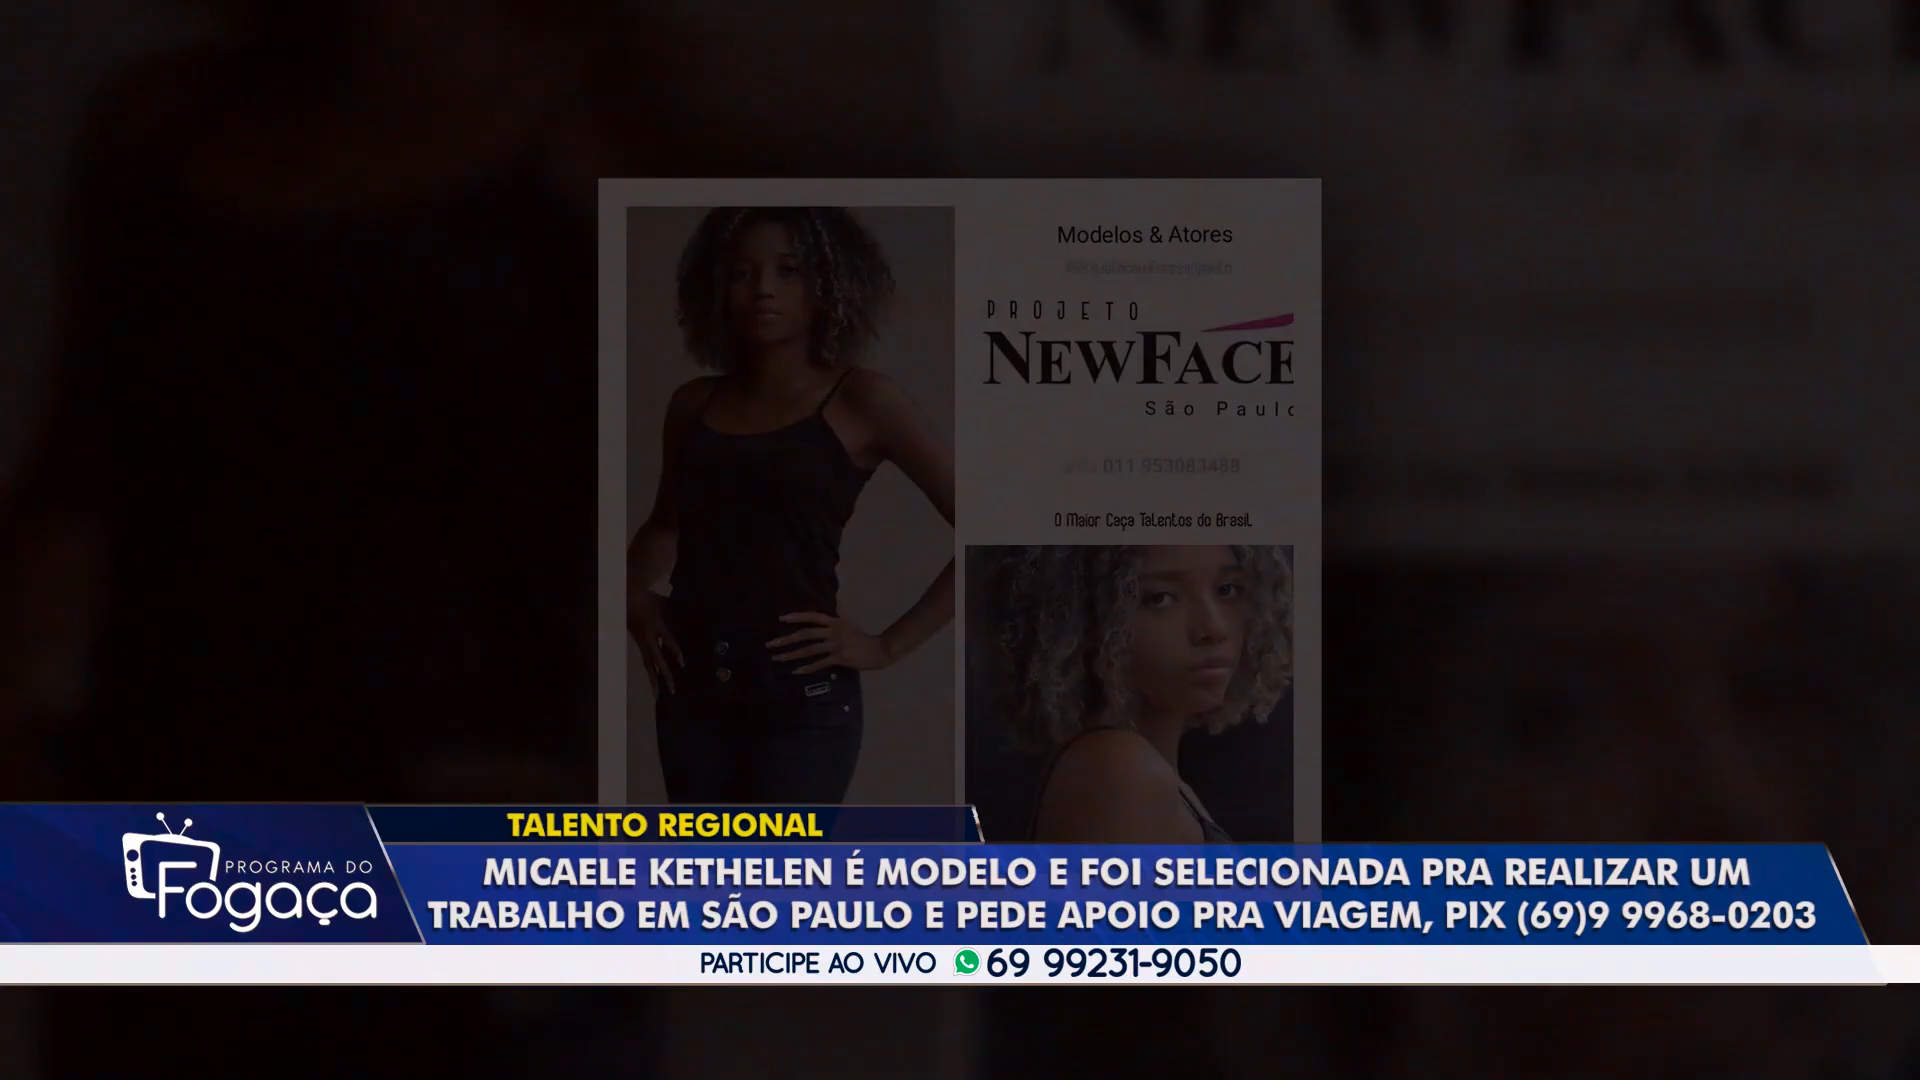 NEWFACE
Modelos & Atores
PROJETO
NEWFACE
São Paulo
011 953083488
O Maior Caça Talentos do Brasil
TALENTO REGIONAL
PROGRAMA DO
Fogaça
MICAELE KETHELEN É MODELO E FOI SELECIONADA PRA REALIZAR UM
TRABALHO EM SÃO PAULO E PEDE APOIO PRA VIAGEM, PIX (69)9 9968-0203
PARTICIPE AO VIVO 69 99231-9050